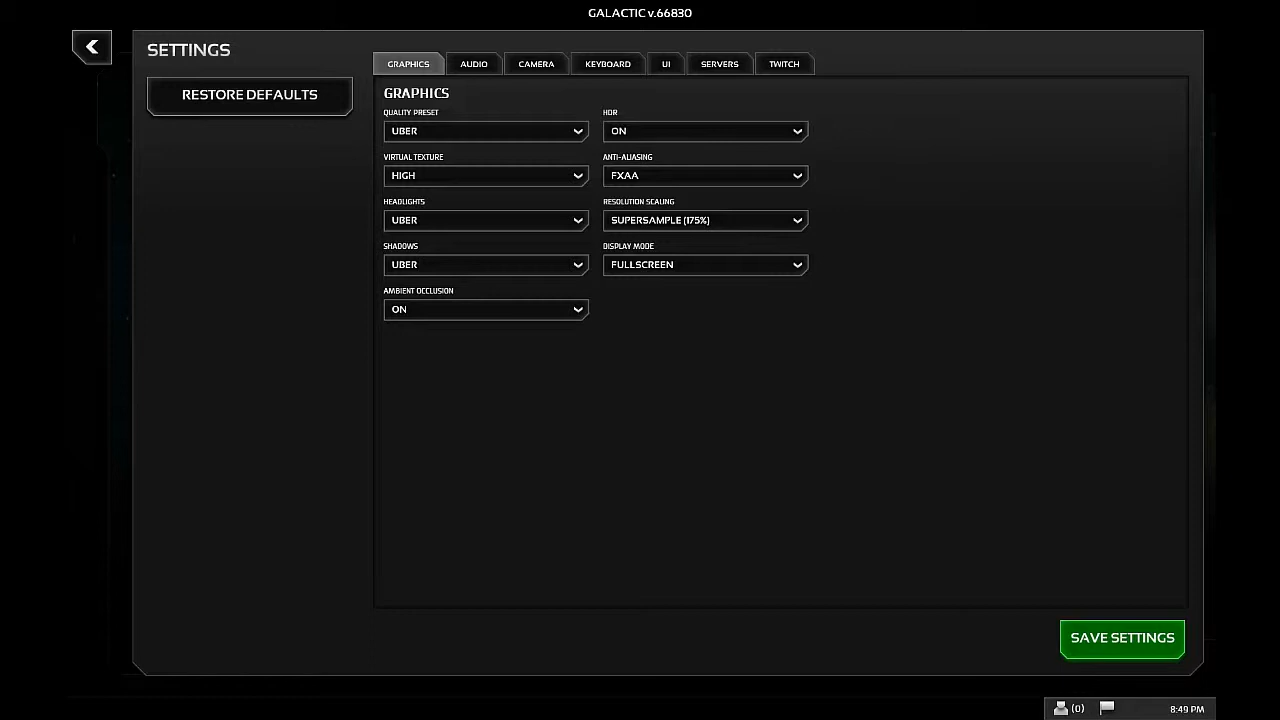 GALACTIC v.66830
SETTINGS
RESTORE DEFAULTS
GRAPHICS
AUDIO
CAMERA
KEYBOARD
UI
SERVERS
TWITCH
GRAPHICS
QUALITY PRESET
UBER
HDR
ON
VIRTUAL TEXTURE
HIGH
ANTI-ALIASING
FXAA
HEADLIGHTS
UBER
RESOLUTION SCALING
SUPERSAMPLE (175%)
SHADOWS
UBER
DISPLAY MODE
FULLSCREEN
AMBIENT OCCLUSION
ON
SAVE SETTINGS
(0)
8:49 PM